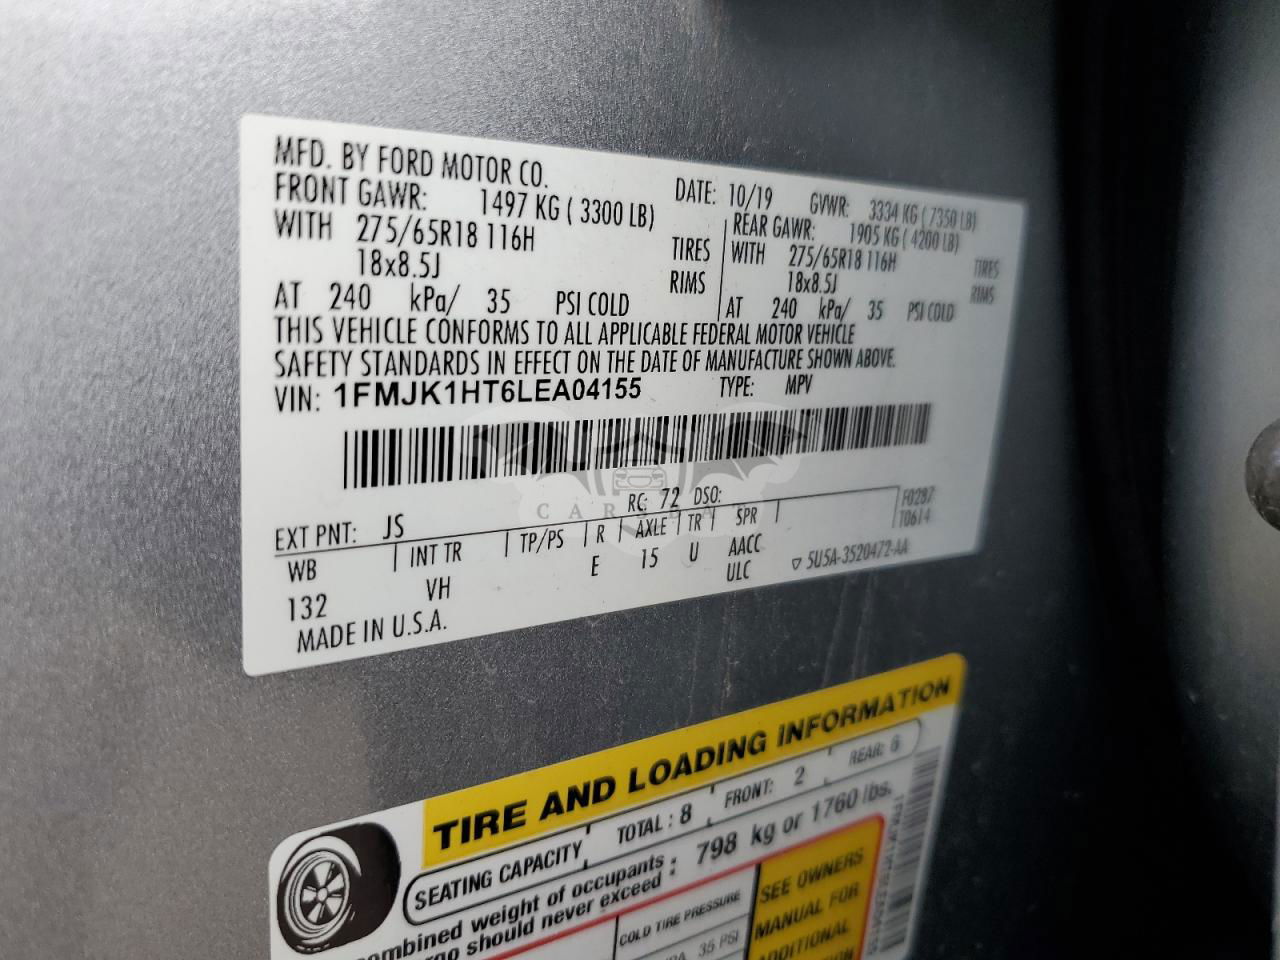 MFD. BY FORD MOTOR CO.
DATE: 10/19 GVWR: 3334 KG ( 7350 LB)
FRONT GAWR: 1497 KG ( 3300 LB)
WITH 275/65R18 116H TIRES
18x8.5J RIMS
AT 240 kPa/ 35 PSI COLD
REAR GAWR: 1905 KG ( 4200 LB)
WITH 275/65R18 116H TIRES
18x8.5J RIMS
AT 240 kPa/ 35 PSI COLD
THIS VEHICLE CONFORMS TO ALL APPLICABLE FEDERAL MOTOR VEHICLE
SAFETY STANDARDS IN EFFECT ON THE DATE OF MANUFACTURE SHOWN ABOVE.
VIN: 1FMJK1HT6LEA04155 TYPE: MPV
EXT PNT: JS RC: 72 DSO: F0287
WB INT TR TP/PS R AXLE TR SPR T0614
132 VH E 15 U AACC
ULC ▽ 5U5A-3520472-AA
MADE IN U.S.A.
TIRE AND LOADING INFORMATION
SEATING CAPACITY TOTAL : 8 FRONT: 2 REAR: 6
combined weight of occupants
should never exceed : 798 kg or 1760 lbs.
COLD TIRE PRESSURE
35 PSI
SEE OWNERS
MANUAL FOR
ADDITIONAL